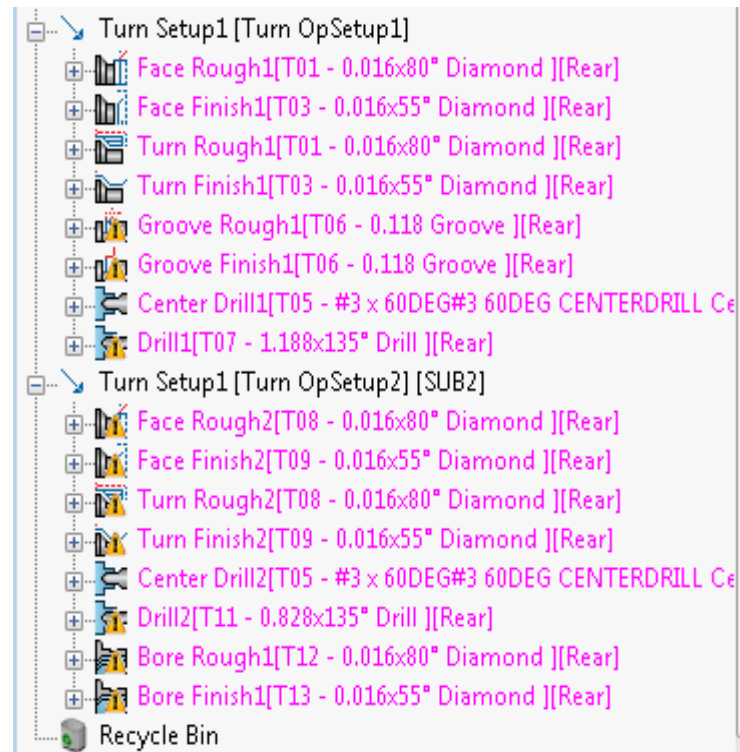 Turn Setup1 [Turn OpSetup1]
Face Rough1[T01 - 0.016x80° Diamond ][Rear]
Face Finish1[T03 - 0.016x55° Diamond ][Rear]
Turn Rough1[T01 - 0.016x80° Diamond ][Rear]
Turn Finish1[T03 - 0.016x55° Diamond ][Rear]
Groove Rough1[T06 - 0.118 Groove ][Rear]
Groove Finish1[T06 - 0.118 Groove ][Rear]
Center Drill1[T05 - #3 x 60DEG#3 60DEG CENTERDRILL Ce
Drill1[T07 - 1.188x135° Drill ][Rear]
Turn Setup1 [Turn OpSetup2] [SUB2]
Face Rough2[T08 - 0.016x80° Diamond ][Rear]
Face Finish2[T09 - 0.016x55° Diamond ][Rear]
Turn Rough2[T08 - 0.016x80° Diamond ][Rear]
Turn Finish2[T09 - 0.016x55° Diamond ][Rear]
Center Drill2[T05 - #3 x 60DEG#3 60DEG CENTERDRILL Ce
Drill2[T11 - 0.828x135° Drill ][Rear]
Bore Rough1[T12 - 0.016x80° Diamond ][Rear]
Bore Finish1[T13 - 0.016x55° Diamond ][Rear]
Recycle Bin